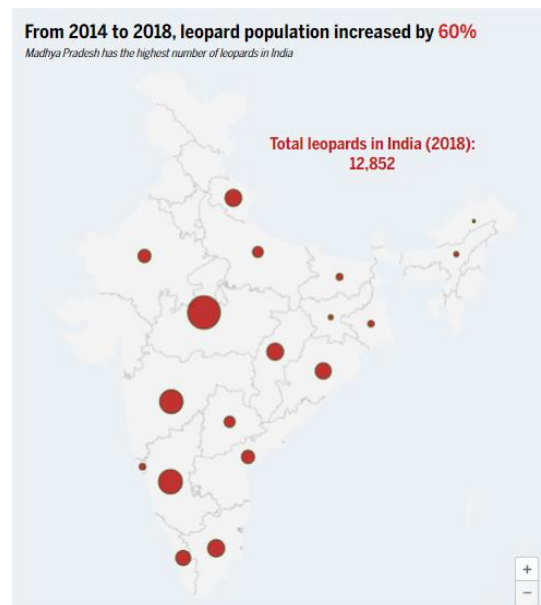 From 2014 to 2018, leopard population increased by 60%
Madhya Pradesh has the highest number of leopards in India
Total leopards in India (2018):
12,852
+
−